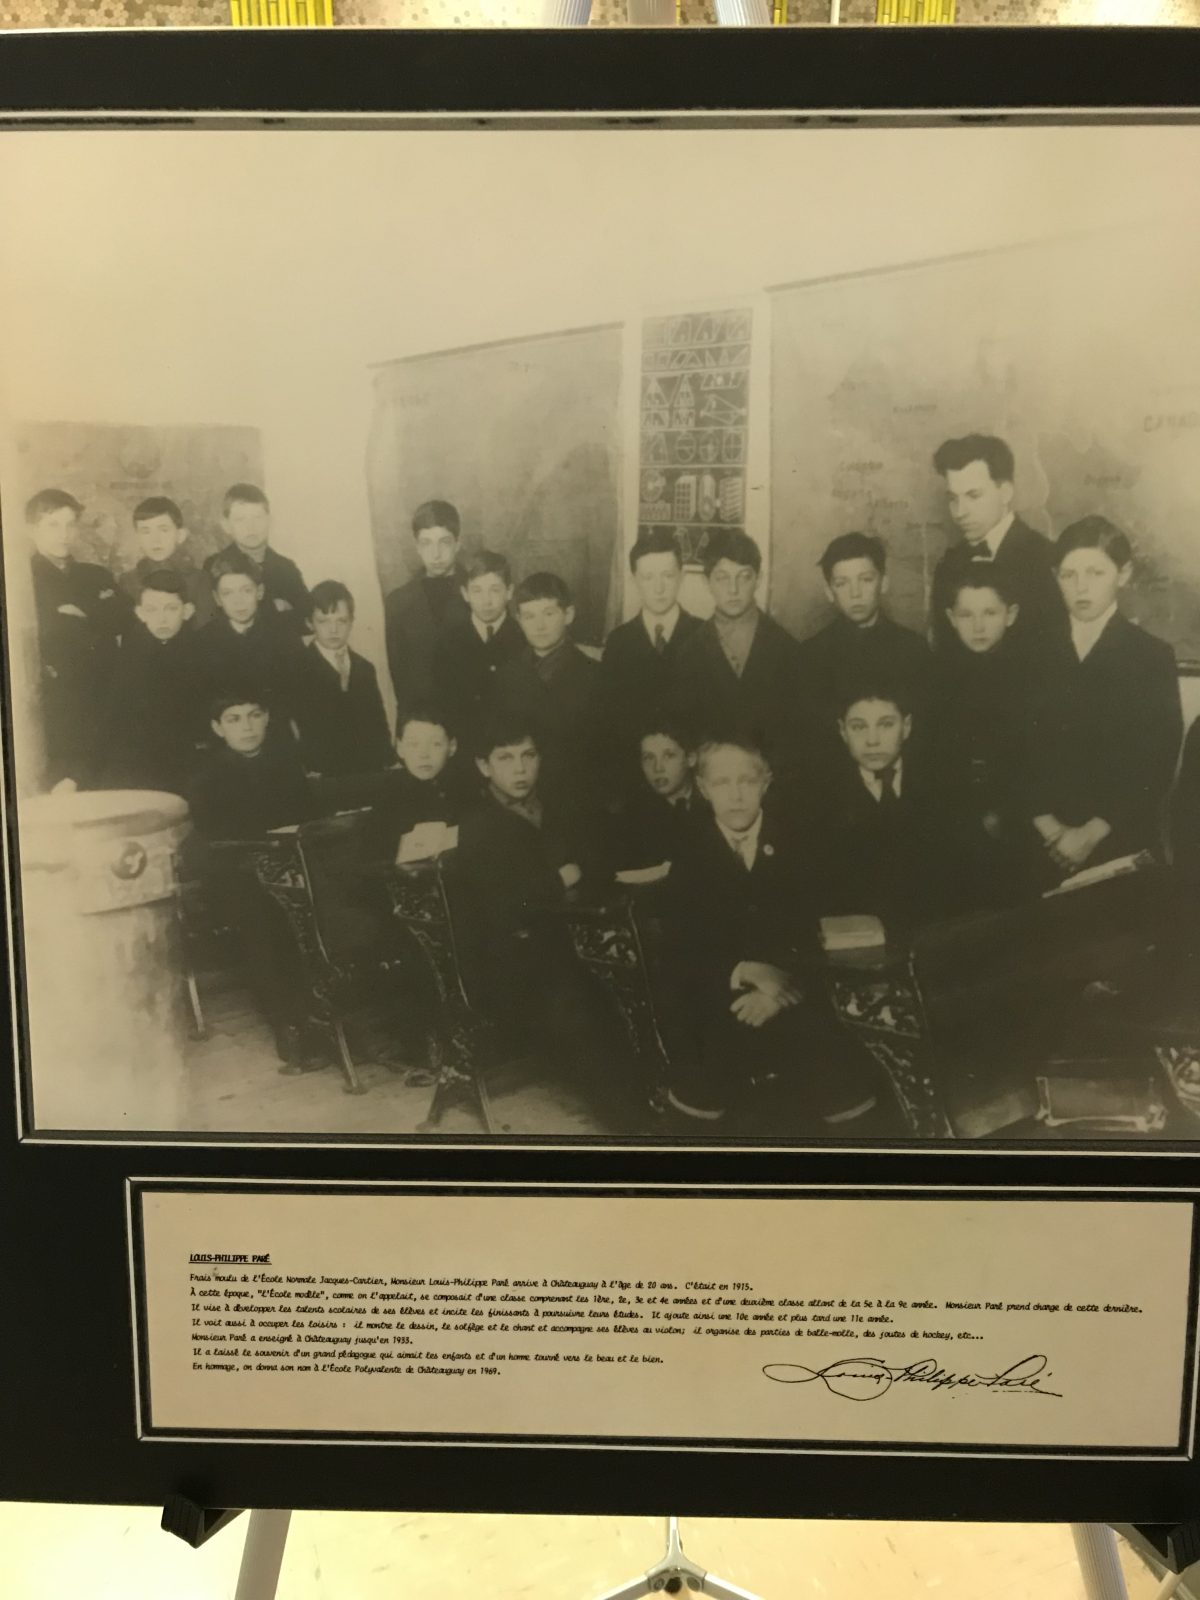 CANA
LOUIS-PHILIPPE PARÉ
Frais moulu de l'École Normale Jacques-Cartier, Monsieur Louis-Philippe Paré arrive à Châteauguay à l'âge de 20 ans. C'était en 1915.
À cette époque, "l'École modèle", comme on l'appelait, se composait d'une classe comprenant les 1ère, 2e, 3e et 4e années et d'une deuxième classe allant de la 5e à la 9e année. Monsieur Paré prend charge de cette dernière.
Il vise à développer les talents scolaires de ses élèves et incite les finissants à poursuivre leurs études. Il ajoute ainsi une 10e année et plus tard une 11e année.
Il voit aussi à occuper les loisirs : il montre le dessin, le solfège et le chant et accompagne ses élèves au violon; il organise des parties de balle-molle, des joutes de hockey, etc...
Monsieur Paré a enseigné à Châteauguay jusqu'en 1933.
Il a laissé le souvenir d'un grand pédagogue qui aimait les enfants et d'un homme tourné vers le beau et le bien.
En hommage, on donna son nom à l'École Polyvalente de Châteauguay en 1969.
Louis-Philippe Paré